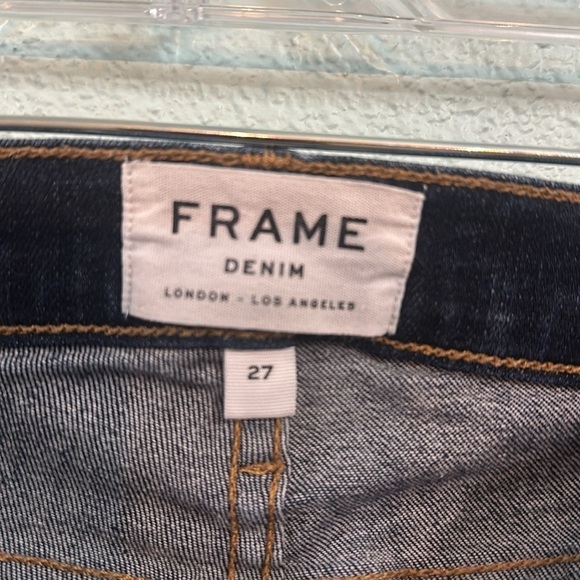 FRAME
DENIM
LONDON - LOS ANGELES
27